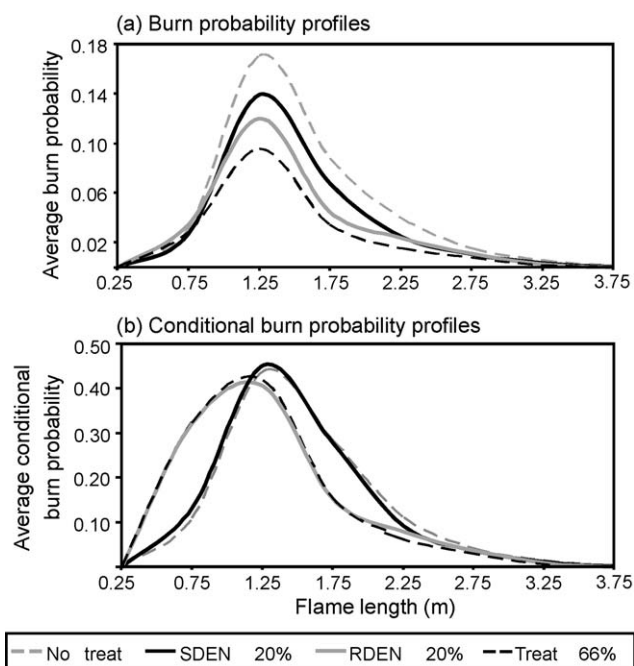 (a) Burn probability profiles
0.18
0.14
0.10
0.06
0.02
Average burn probability
0.25 0.75 1.25 1.75 2.25 2.75 3.25 3.75
(b) Conditional burn probability profiles
0.50
0.40
0.30
0.20
0.10
Average conditional
burn probability
0.25 0.75 1.25 1.75 2.25 2.75 3.25 3.75
Flame length (m)
No treat SDEN 20% RDEN 20% Treat 66%